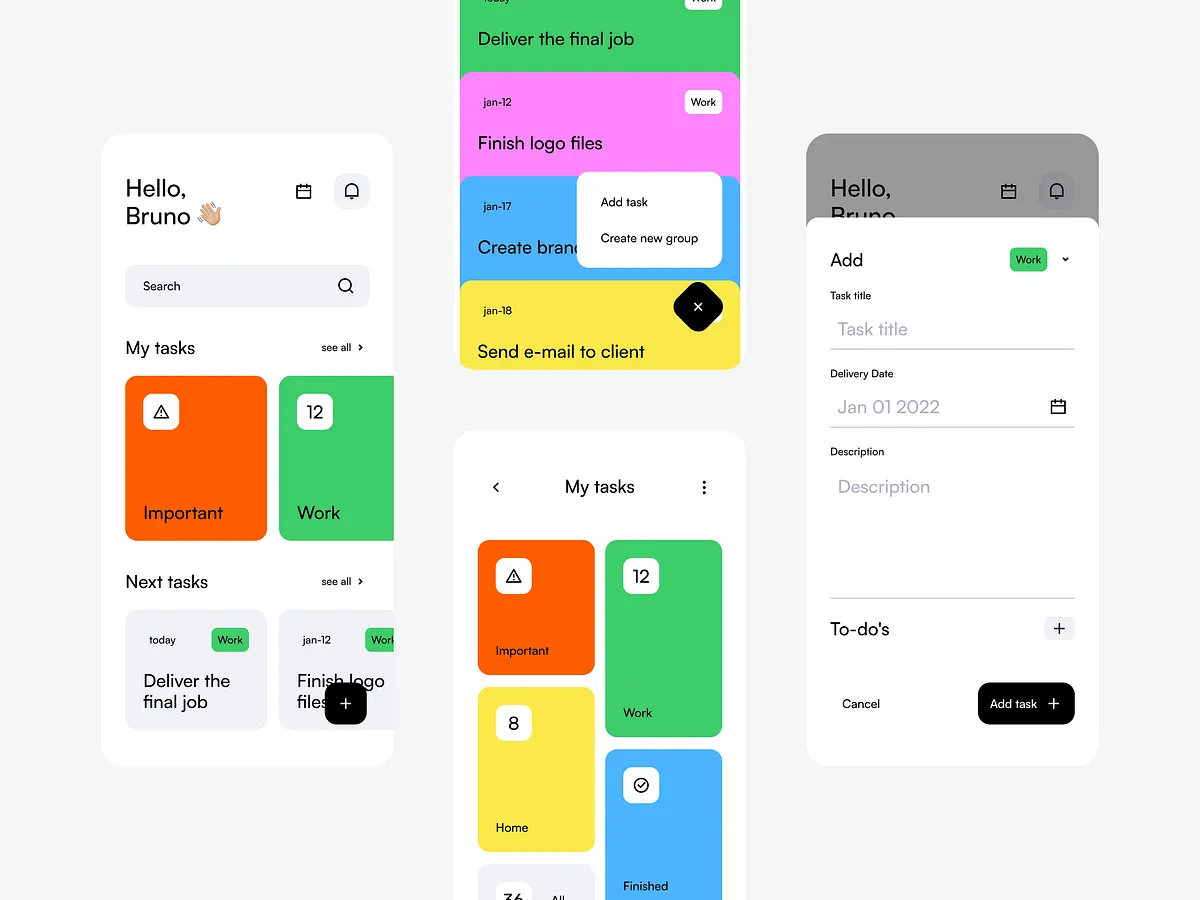 Hello,
Bruno 👋🏼
Search
My tasks
see all
12
Important
Work
Next tasks
see all
today
Work
jan-12
Work
Deliver the
final job
Finish logo
files
today
Work
Deliver the final job
jan-12
Work
Finish logo files
jan-17
Create brand
Add task
Create new group
jan-18
Send e-mail to client
My tasks
12
Important
Work
8
Home
Finished
36
All
Hello,
Bruno
Add
Work
Task title
Task title
Delivery Date
Jan 01 2022
Description
Description
To-do's
Cancel
Add task